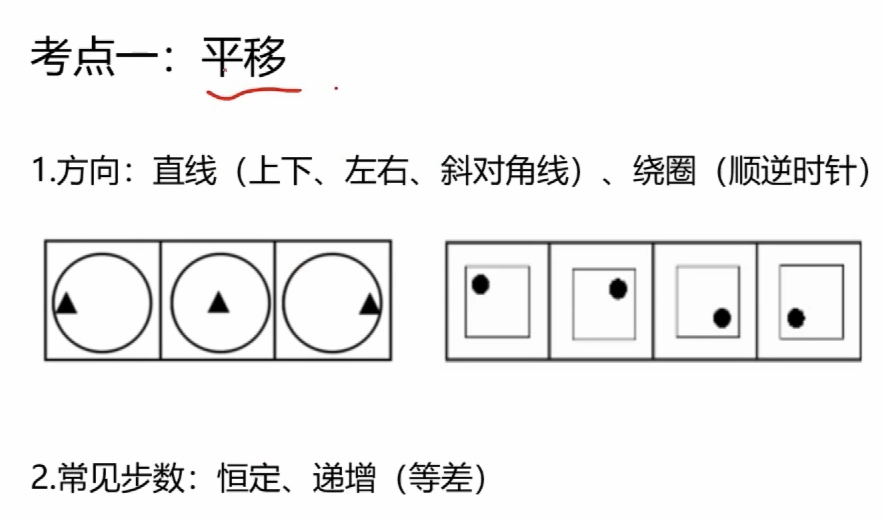 考点一：平移
1.方向：直线（上下、左右、斜对角线）、绕圈（顺逆时针）
2.常见步数：恒定、递增（等差）